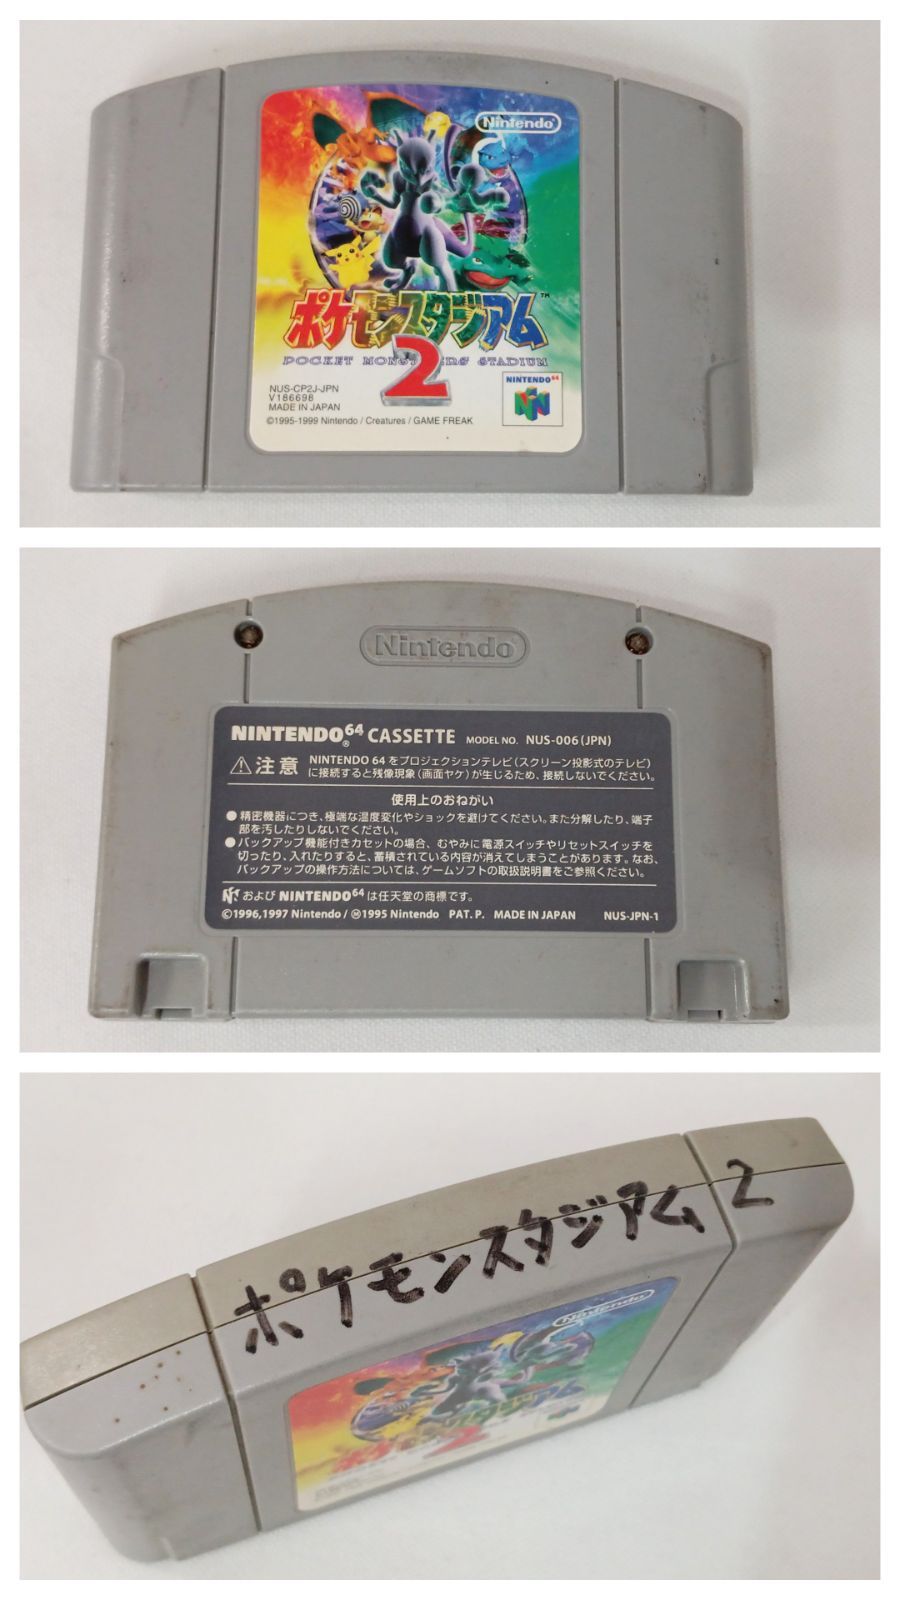 Nintendo
ポケモンスタジアム™
POCKET MONSTERS STADIUM
2
NUS-CP2J-JPN
V186698
MADE IN JAPAN
©1995-1999 Nintendo / Creatures / GAME FREAK
NINTENDO64
Nintendo
NINTENDO64® CASSETTE MODEL NO. NUS-006(JPN)
⚠注意 NINTENDO 64をプロジェクションテレビ(スクリーン投影式のテレビ)
に接続すると残像現象(画面ヤケ)が生じるため、接続しないでください。
使用上のおねがい
●精密機器につき、極端な温度変化やショックを避けてください。また分解したり、端子
部を汚したりしないでください。
●バックアップ機能付きカセットの場合、むやみに電源スイッチやリセットスイッチを
切ったり、入れたりすると、蓄積されている内容が消えてしまうことがあります。なお、
バックアップの操作方法については、ゲームソフトの取扱説明書をご参照ください。
および NINTENDO64 は任天堂の商標です。
©1996,1997 Nintendo / Ⓜ1995 Nintendo PAT. P. MADE IN JAPAN NUS-JPN-1
ポケモンスタジアム2
Nintendo
ポケモンスタジアム
2